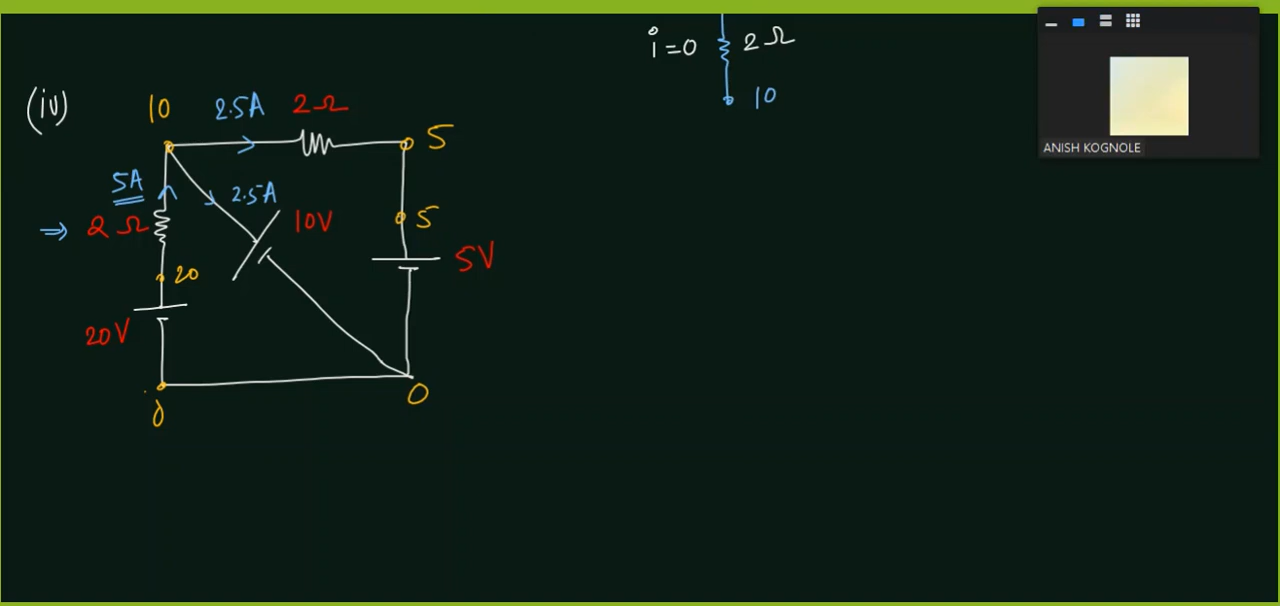 i=0 2Ω
10
ANISH KOGNOLE
(iv) 10 2.5A 2Ω 5
5A 2.5A
⇒ 2Ω 10V 5
20 5V
20V
0 0